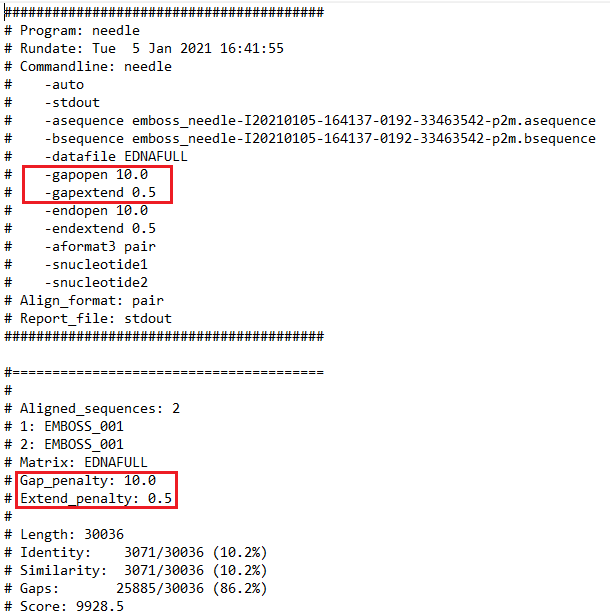 ########################################
# Program: needle
# Rundate: Tue  5 Jan 2021 16:41:55
# Commandline: needle
#    -auto
#    -stdout
#    -asequence emboss_needle-I20210105-164137-0192-33463542-p2m.asequence
#    -bsequence emboss_needle-I20210105-164137-0192-33463542-p2m.bsequence
#    -datafile EDNAFULL
#    -gapopen 10.0
#    -gapextend 0.5
#    -endopen 10.0
#    -endextend 0.5
#    -aformat3 pair
#    -snucleotide1
#    -snucleotide2
# Align_format: pair
# Report_file: stdout
########################################
#=======================================
#
# Aligned_sequences: 2
# 1: EMBOSS_001
# 2: EMBOSS_001
# Matrix: EDNAFULL
# Gap_penalty: 10.0
# Extend_penalty: 0.5
#
# Length: 30036
# Identity:    3071/30036 (10.2%)
# Similarity:  3071/30036 (10.2%)
# Gaps:       25885/30036 (86.2%)
# Score: 9928.5